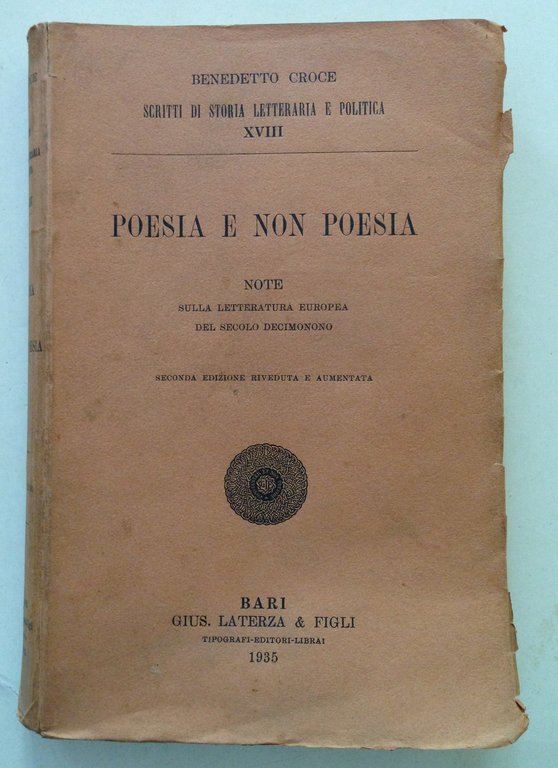 BENEDETTO CROCE
SCRITTI DI STORIA LETTERARIA E POLITICA
XVIII
POESIA E NON POESIA
NOTE
SULLA LETTERATURA EUROPEA
DEL SECOLO DECIMONONO
SECONDA EDIZIONE RIVEDUTA E AUMENTATA
BARI
GIUS. LATERZA & FIGLI
TIPOGRAFI-EDITORI-LIBRAI
1935